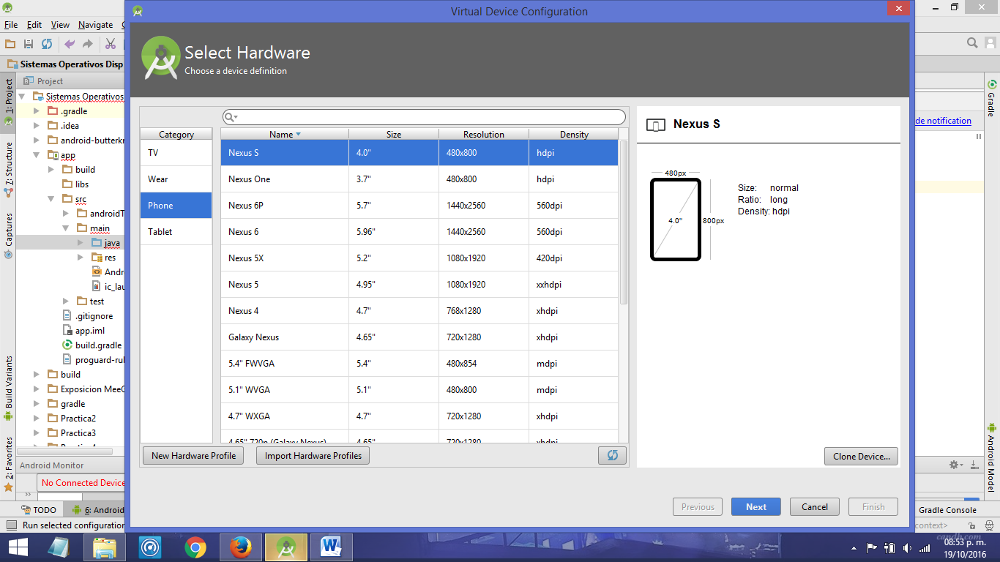 Virtual Device Configuration
File Edit View Navigate
Sistemas Operativos Disp
Select Hardware
Choose a device definition
Project
1: Project
7: Structure
Captures
Build Variants
2: Favorites
Sistemas Operativos
.gradle
.idea
android-butterkn
app
build
libs
src
androidT
main
java
res
Andr
ic_lau
test
.gitignore
app.iml
build.gradle
proguard-rul
build
Exposicion MeeG
gradle
Practica2
Practica3
Category
TV
Wear
Phone
Tablet
Name Size Resolution Density
Nexus S 4.0" 480x800 hdpi
Nexus One 3.7" 480x800 hdpi
Nexus 6P 5.7" 1440x2560 560dpi
Nexus 6 5.96" 1440x2560 560dpi
Nexus 5X 5.2" 1080x1920 420dpi
Nexus 5 4.95" 1080x1920 xxhdpi
Nexus 4 4.7" 768x1280 xhdpi
Galaxy Nexus 4.65" 720x1280 xhdpi
5.4" FWVGA 5.4" 480x854 mdpi
5.1" WVGA 5.1" 480x800 mdpi
4.7" WXGA 4.7" 720x1280 xhdpi
4.65" 720p (Galaxy Nexus) 4.65" 720x1280 xhdpi
New Hardware Profile Import Hardware Profiles
Nexus S
480px
4.0"
800px
Size: normal
Ratio: long
Density: hdpi
Clone Device...
Previous Next Cancel Finish
de notification
Gradle
Android Model
Android Monitor
No Connected Device
TODO 6: Android
Gradle Console
Run selected configuration
context>
candh.com
08:53 p. m.
19/10/2016